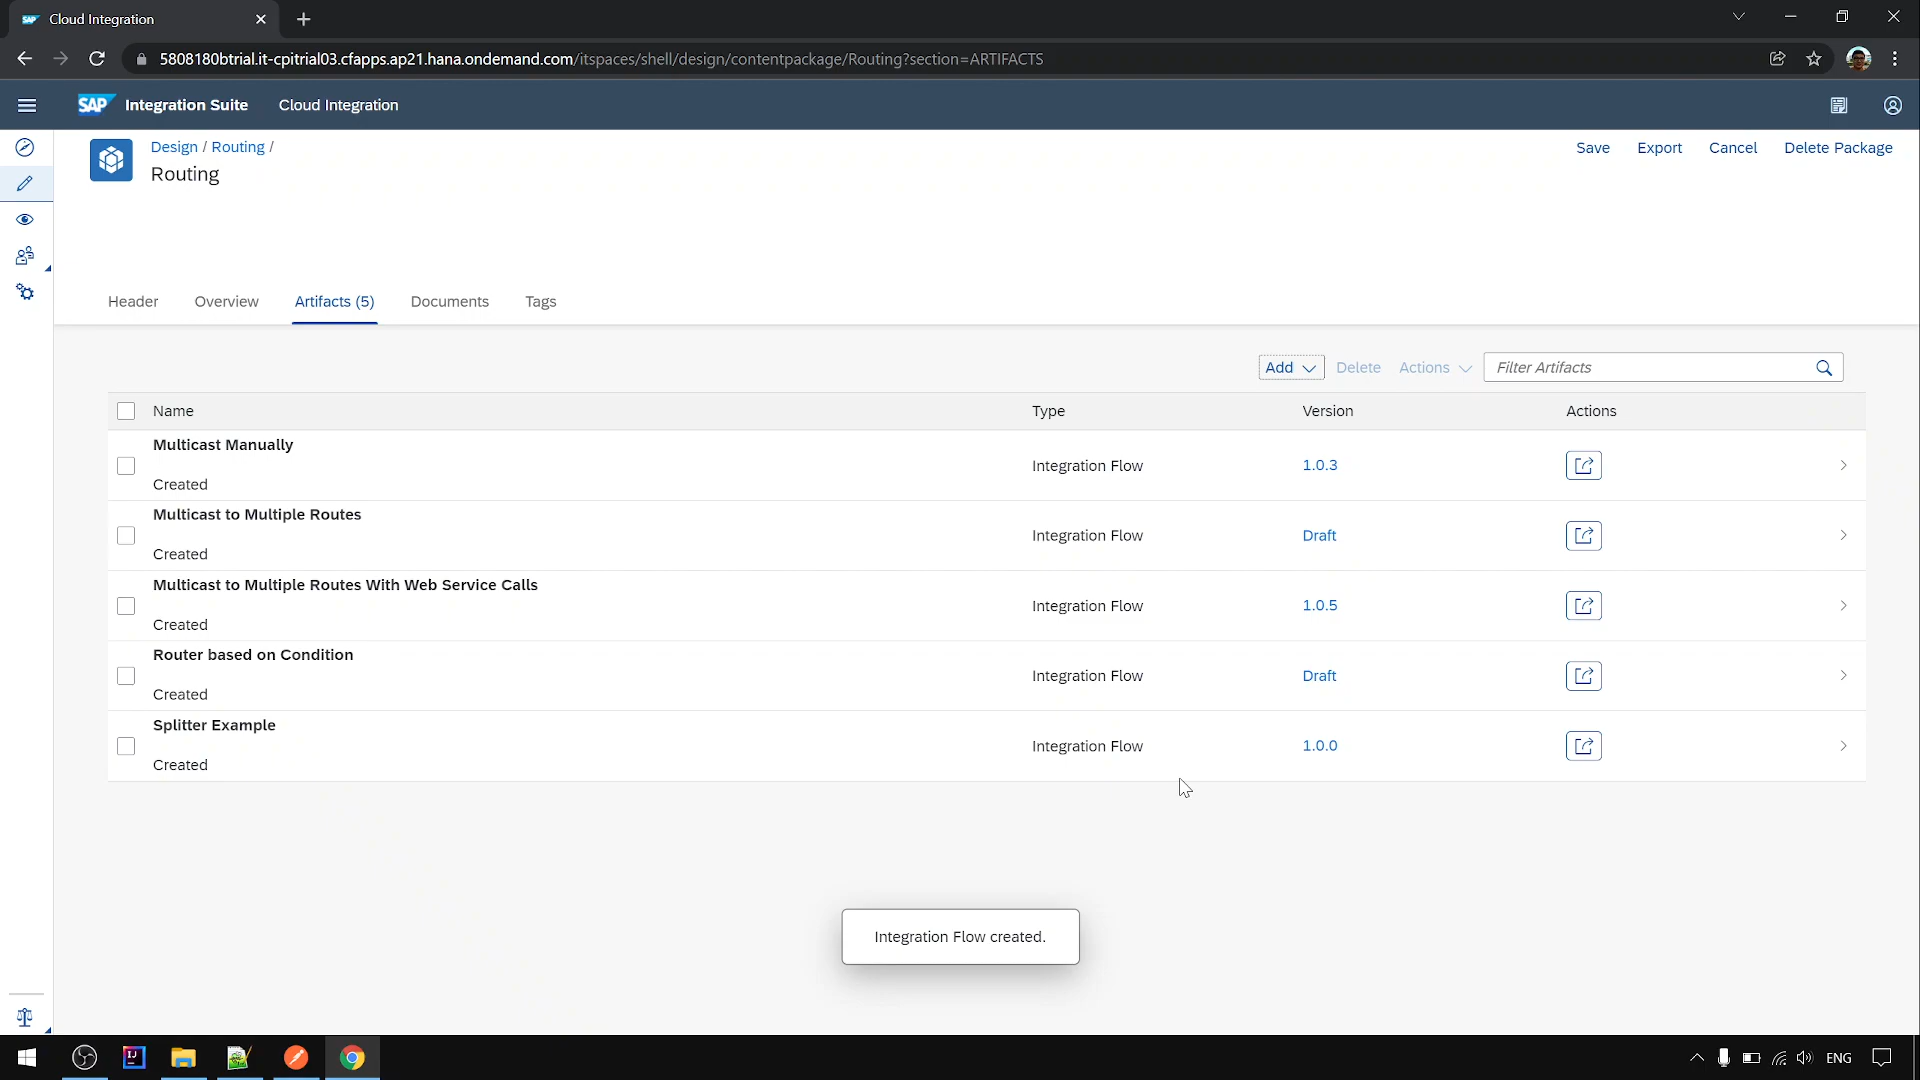 Cloud Integration
5808180btrial.it-cpitrial03.cfapps.ap21.hana.ondemand.com/itspaces/shell/design/contentpackage/Routing?section=ARTIFACTS
SAP Integration Suite Cloud Integration
Design / Routing /
Routing
Save Export Cancel Delete Package
Header Overview Artifacts (5) Documents Tags
Add Delete Actions Filter Artifacts
Name Type Version Actions
Multicast Manually
Created
Integration Flow 1.0.3
Multicast to Multiple Routes
Created
Integration Flow Draft
Multicast to Multiple Routes With Web Service Calls
Created
Integration Flow 1.0.5
Router based on Condition
Created
Integration Flow Draft
Splitter Example
Created
Integration Flow 1.0.0
Integration Flow created.
ENG